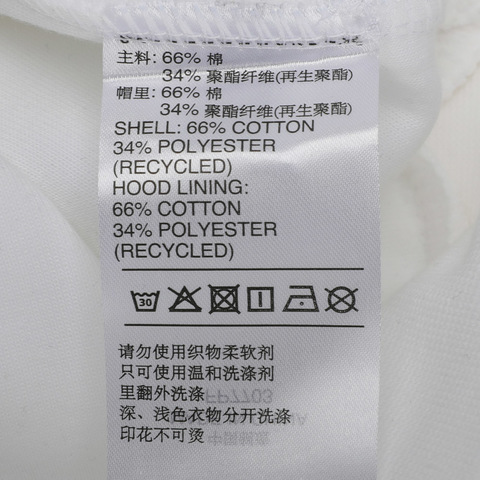 主料: 66% 棉
34% 聚酯纤维(再生聚酯)
帽里: 66% 棉
34% 聚酯纤维(再生聚酯)
SHELL: 66% COTTON
34% POLYESTER
(RECYCLED)
HOOD LINING:
66% COTTON
34% POLYESTER
(RECYCLED)
30
请勿使用织物柔软剂
只可使用温和洗涤剂
里翻外洗涤
FP7703
深、浅色衣物分开洗涤
印花不可烫